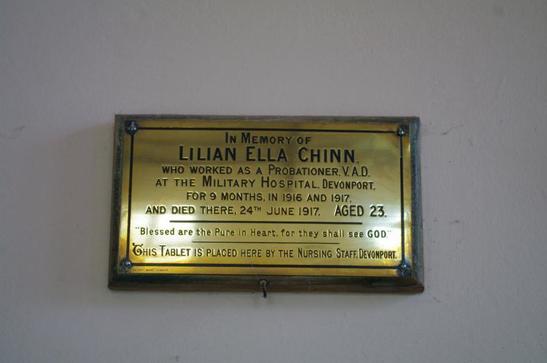 IN MEMORY OF
LILIAN ELLA CHINN,
WHO WORKED AS A PROBATIONER, V.A.D.
AT THE MILITARY HOSPITAL, DEVONPORT,
FOR 9 MONTHS, IN 1916 AND 1917,
AND DIED THERE, 24TH JUNE 1917. AGED 23.
"Blessed are the Pure in Heart, for they shall see GOD"
THIS TABLET IS PLACED HERE BY THE NURSING STAFF, DEVONPORT.